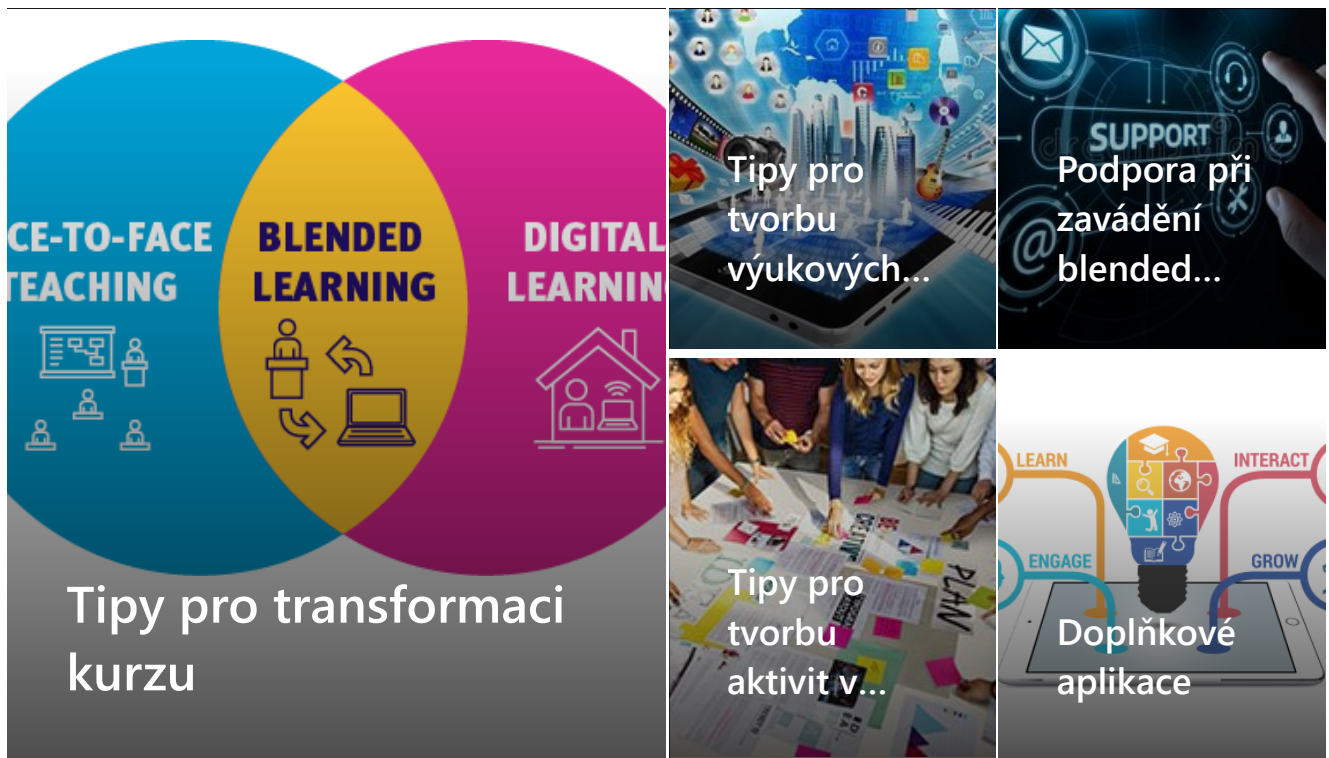 CE-TO-FACE
TEACHING
BLENDED
LEARNING
DIGITAL
LEARNIN
Tipy pro transformaci
kurzu
Tipy pro
tvorbu
výukových...
SUPPORT
@
Podpora při
zavádění
blended...
PLAN
Tipy pro
tvorbu
aktivit v...
LEARN
INTERACT
ENGAGE
GROW
Doplňkové
aplikace